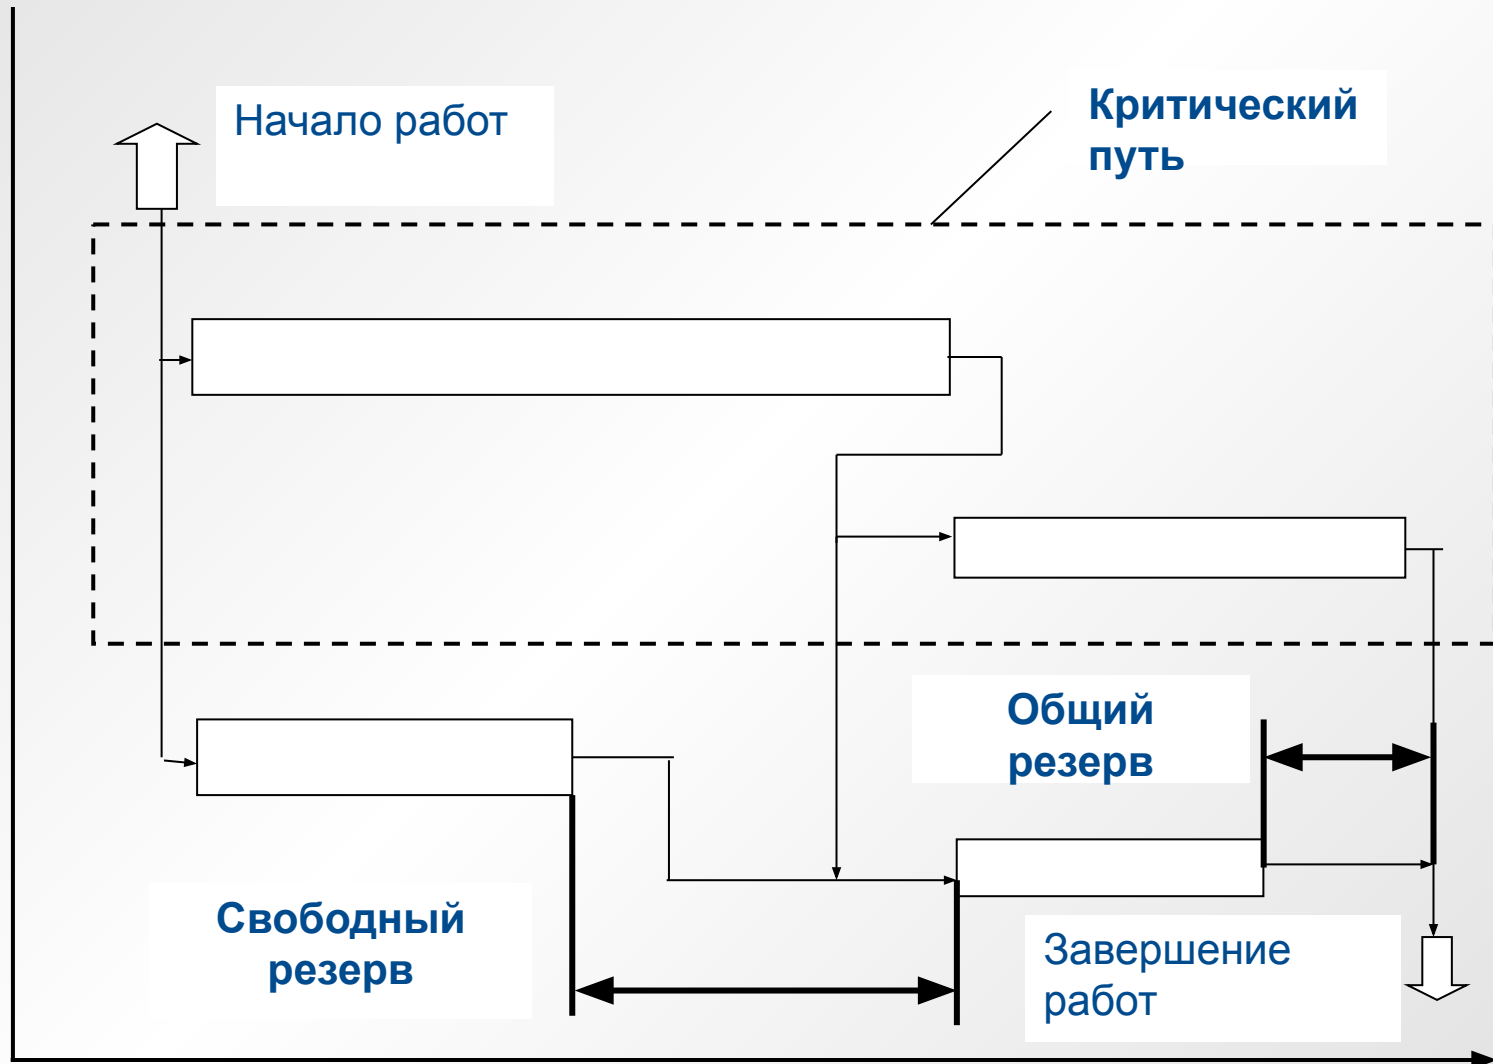 Начало работ
Критический
путь
Общий
резерв
Свободный
резерв
Завершение
работ